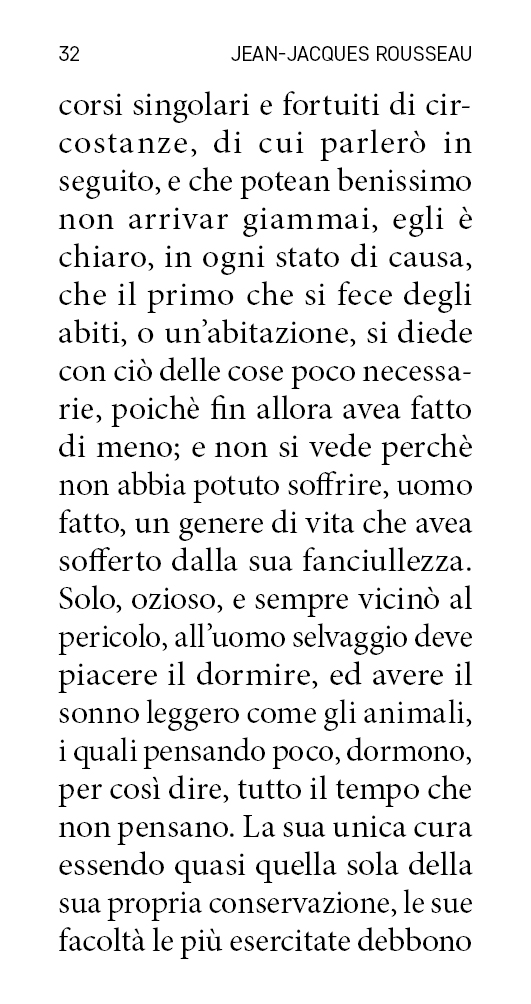 32 JEAN-JACQUES ROUSSEAU
corsi singolari e fortuiti di cir-
costanze, di cui parlerò in
seguito, e che potean benissimo
non arrivar giammai, egli è
chiaro, in ogni stato di causa,
che il primo che si fece degli
abiti, o un’abitazione, si diede
con ciò delle cose poco necessa-
rie, poichè fin allora avea fatto
di meno; e non si vede perchè
non abbia potuto soffrire, uomo
fatto, un genere di vita che avea
sofferto dalla sua fanciullezza.
Solo, ozioso, e sempre vicinò al
pericolo, all’uomo selvaggio deve
piacere il dormire, ed avere il
sonno leggero come gli animali,
i quali pensando poco, dormono,
per così dire, tutto il tempo che
non pensano. La sua unica cura
essendo quasi quella sola della
sua propria conservazione, le sue
facoltà le più esercitate debbono